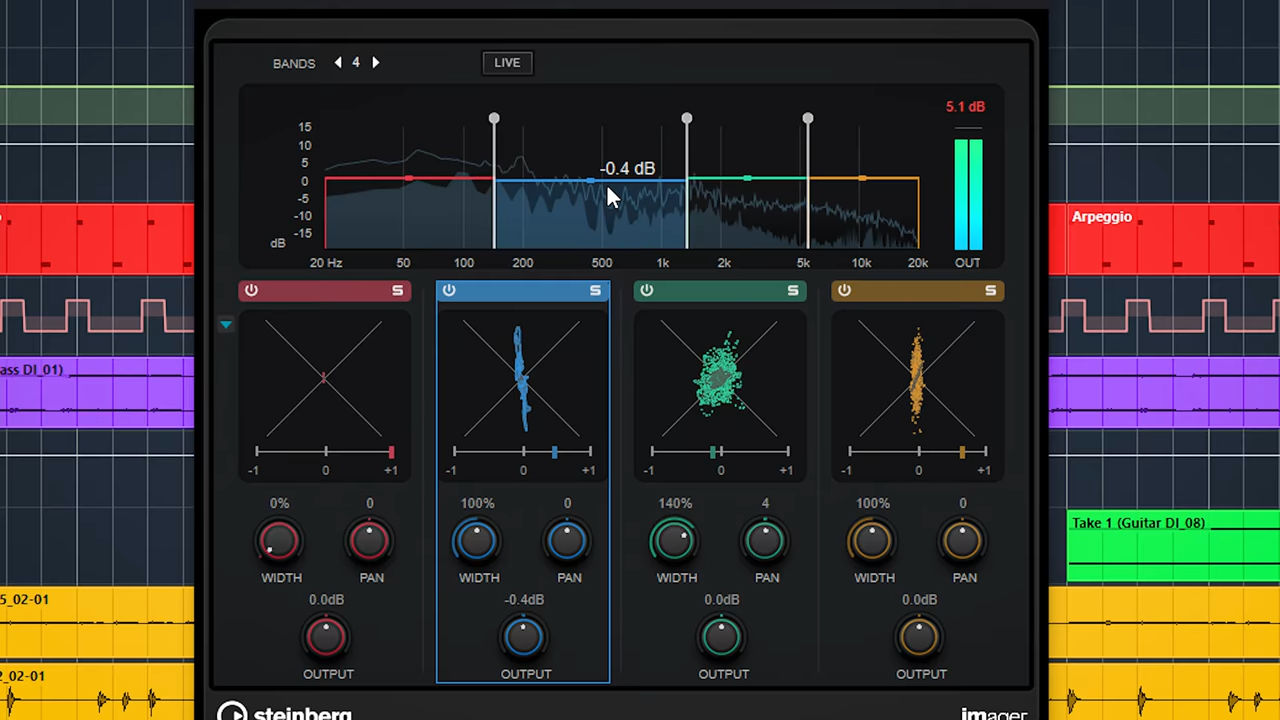 BANDS 4 LIVE
5.1 dB
15
10
5
0
-5
-10
-15
dB
-0.4 dB
20 Hz 50 100 200 500 1k 2k 5k 10k 20k OUT
S S S S
-1 0 +1 -1 0 +1 -1 0 +1 -1 0 +1
0% 0 100% 0 140% 4 100% 0
WIDTH PAN WIDTH PAN WIDTH PAN WIDTH PAN
0.0dB -0.4dB 0.0dB 0.0dB
OUTPUT OUTPUT OUTPUT OUTPUT
steinberg imager
ass DI_01)
5_02-01
2_02-01
Arpeggio
Take 1 (Guitar DI_08)